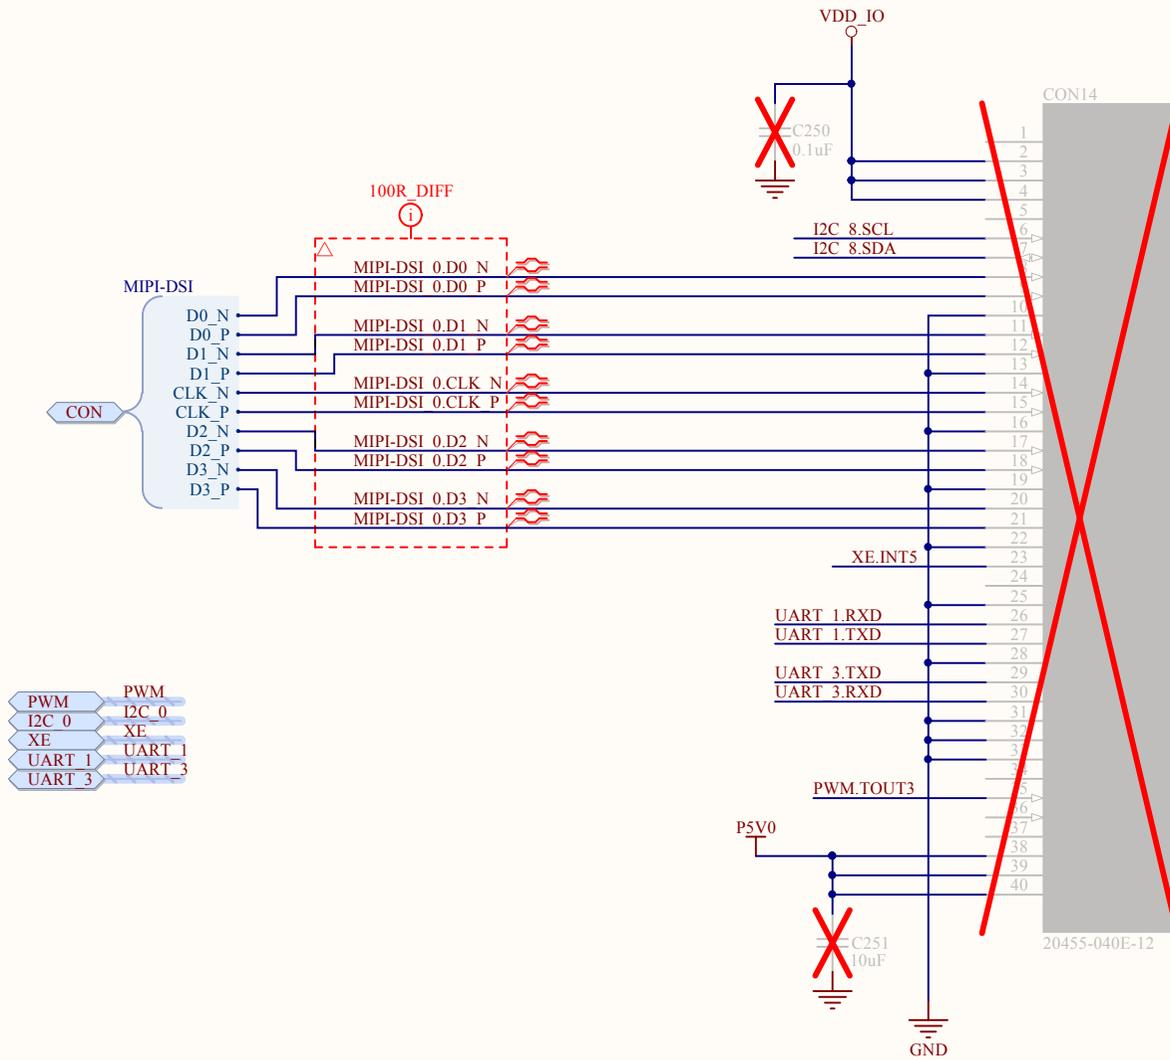 VDD_IO
CON14
C250
0.1uF
1
2
3
4
5
6
7
100R_DIFF
i
I2C_8.SCL
I2C_8.SDA
MIPI-DSI
CON
D0_N
D0_P
D1_N
D1_P
CLK_N
CLK_P
D2_N
D2_P
D3_N
D3_P
MIPI-DSI_0.D0_N
MIPI-DSI_0.D0_P
MIPI-DSI_0.D1_N
MIPI-DSI_0.D1_P
MIPI-DSI_0.CLK_N
MIPI-DSI_0.CLK_P
MIPI-DSI_0.D2_N
MIPI-DSI_0.D2_P
MIPI-DSI_0.D3_N
MIPI-DSI_0.D3_P
10
11
12
13
14
15
16
17
18
19
20
21
22
23
24
25
26
27
28
29
30
31
32
37
38
39
40
XE.INT5
UART_1.RXD
UART_1.TXD
UART_3.TXD
UART_3.RXD
PWM PWM
I2C_0 I2C_0
XE XE
UART_1 UART_1
UART_3 UART_3
PWM.TOUT3
P5V0
C251
10uF
20455-040E-12
GND